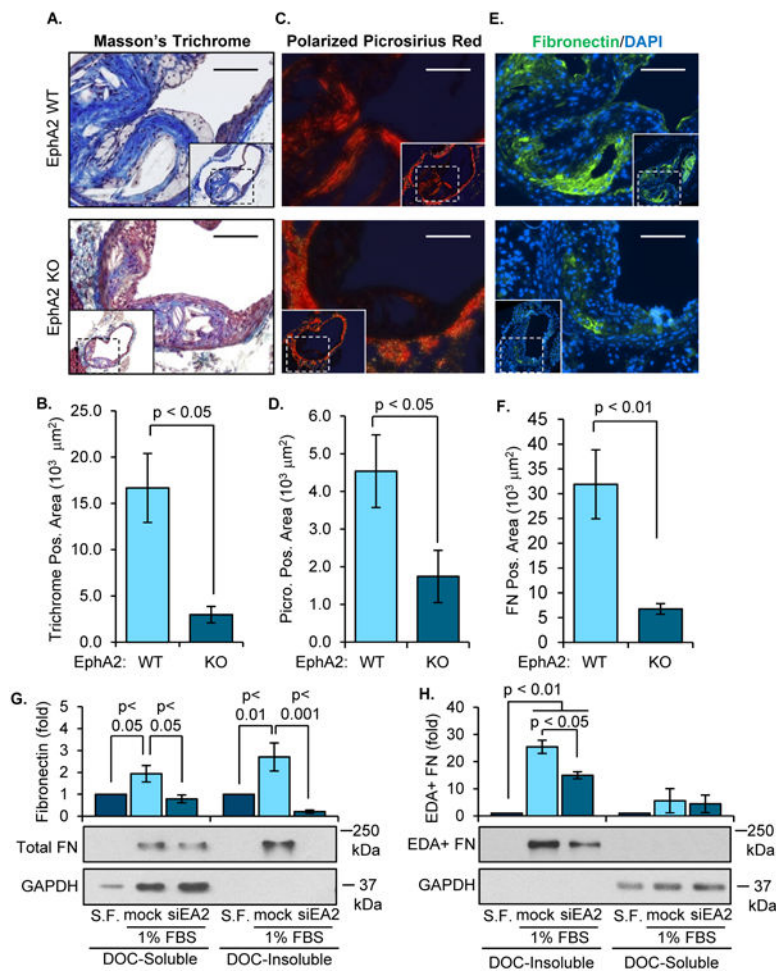 A.
Masson's Trichrome
C.
Polarized Picrosirius Red
E.
Fibronectin/DAPI
EphA2 WT
EphA2 KO
B.
Trichrome Pos. Area (10³ μm²)
25.0
20.0
15.0
10.0
5.0
0.0
p < 0.05
EphA2: WT KO
D.
Picro. Pos. Area (10³ μm²)
6.0
5.0
4.0
3.0
2.0
1.0
0.0
p < 0.05
EphA2: WT KO
F.
FN Pos. Area (10³ μm²)
45
40
35
30
25
20
15
10
5
0
p < 0.01
EphA2: WT KO
G.
Fibronectin (fold)
5
4
3
2
1
0
p< p<
0.05 0.05
p< p<
0.01 0.001
Total FN
GAPDH
250
kDa
37
kDa
S.F. mock siEA2 S.F. mock siEA2
1% FBS 1% FBS
DOC-Soluble DOC-Insoluble
H.
EDA+ FN (fold)
40
30
20
10
0
p < 0.01
p < 0.05
EDA+ FN
GAPDH
250
kDa
37
kDa
S.F. mock siEA2 S.F. mock siEA2
1% FBS 1% FBS
DOC-Insoluble DOC-Soluble